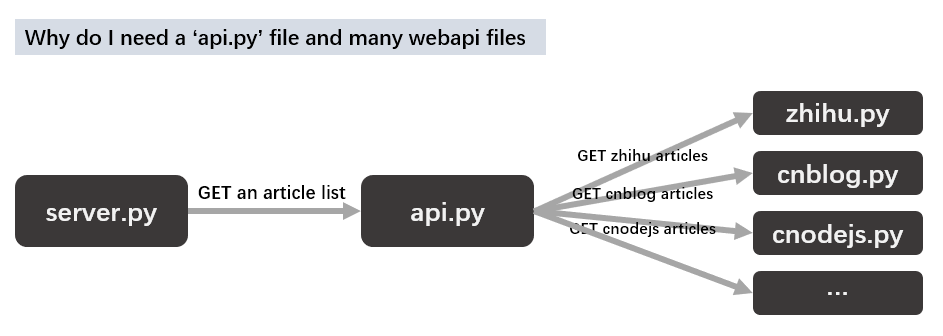 Why do I need a ‘api.py’ file and many webapi files
server.py
GET an article list
api.py
GET zhihu articles
GET cnblog articles
GET cnodejs articles
zhihu.py
cnblog.py
cnodejs.py
...